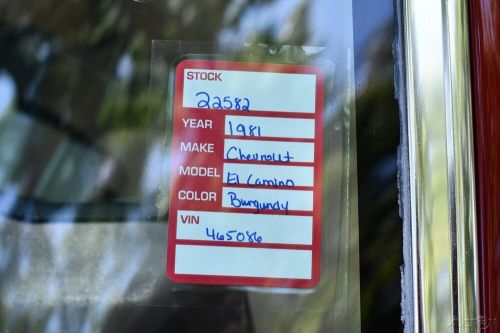 STOCK
22582
YEAR 1981
MAKE Chevrolet
MODEL El Camino
COLOR Burgundy
VIN
465086